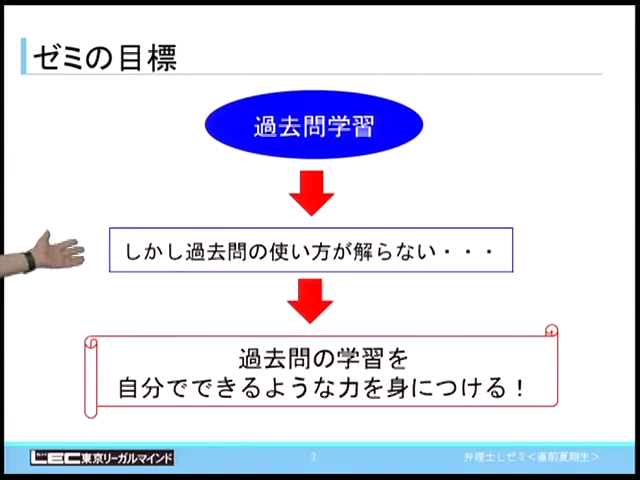 ゼミの目標
過去問学習
しかし過去問の使い方が解らない・・・
過去問の学習を
自分でできるような力を身につける！
LEC東京リーガルマインド
3
弁理士Lゼミ＜直前夏期生＞